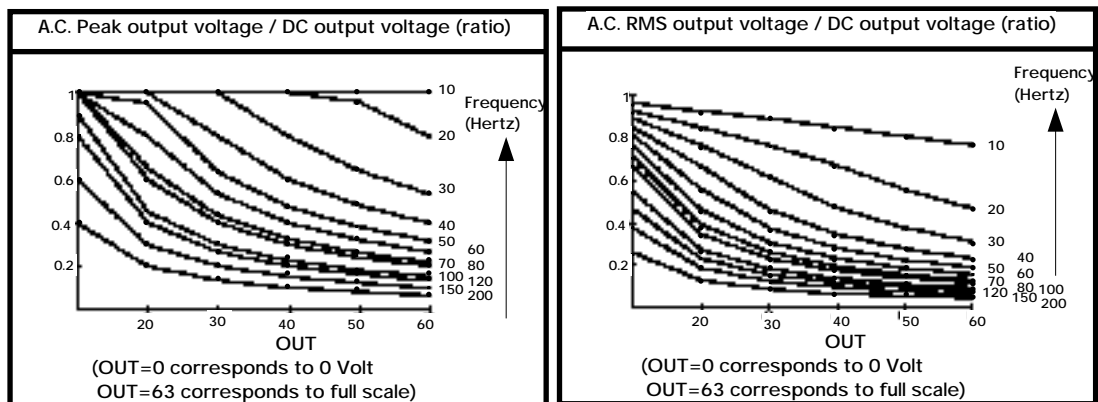 A.C. Peak output voltage / DC output voltage (ratio)
Frequency
(Hertz)
1
0.8
0.6
0.4
0.2
10
20
30
40
50
60
70 80
100
120
150
200
20 30 40 50 60
OUT
(OUT=0 corresponds to 0 Volt
OUT=63 corresponds to full scale)
A.C. RMS output voltage / DC output voltage (ratio)
Frequency
(Hertz)
1
0.8
0.6
0.4
0.2
10
20
30
40
50
60
70
80 100
120 150 200
20 30 40 50 60
OUT
(OUT=0 corresponds to 0 Volt
OUT=63 corresponds to full scale)